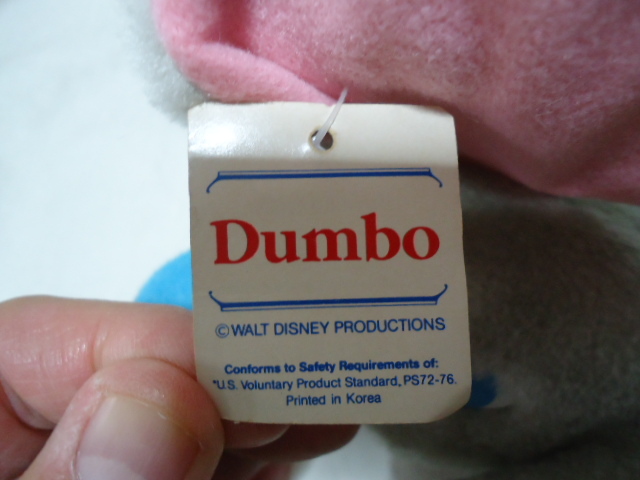 Dumbo
©WALT DISNEY PRODUCTIONS
Conforms to Safety Requirements of:
"U.S. Voluntary Product Standard, PS72-76.
Printed in Korea